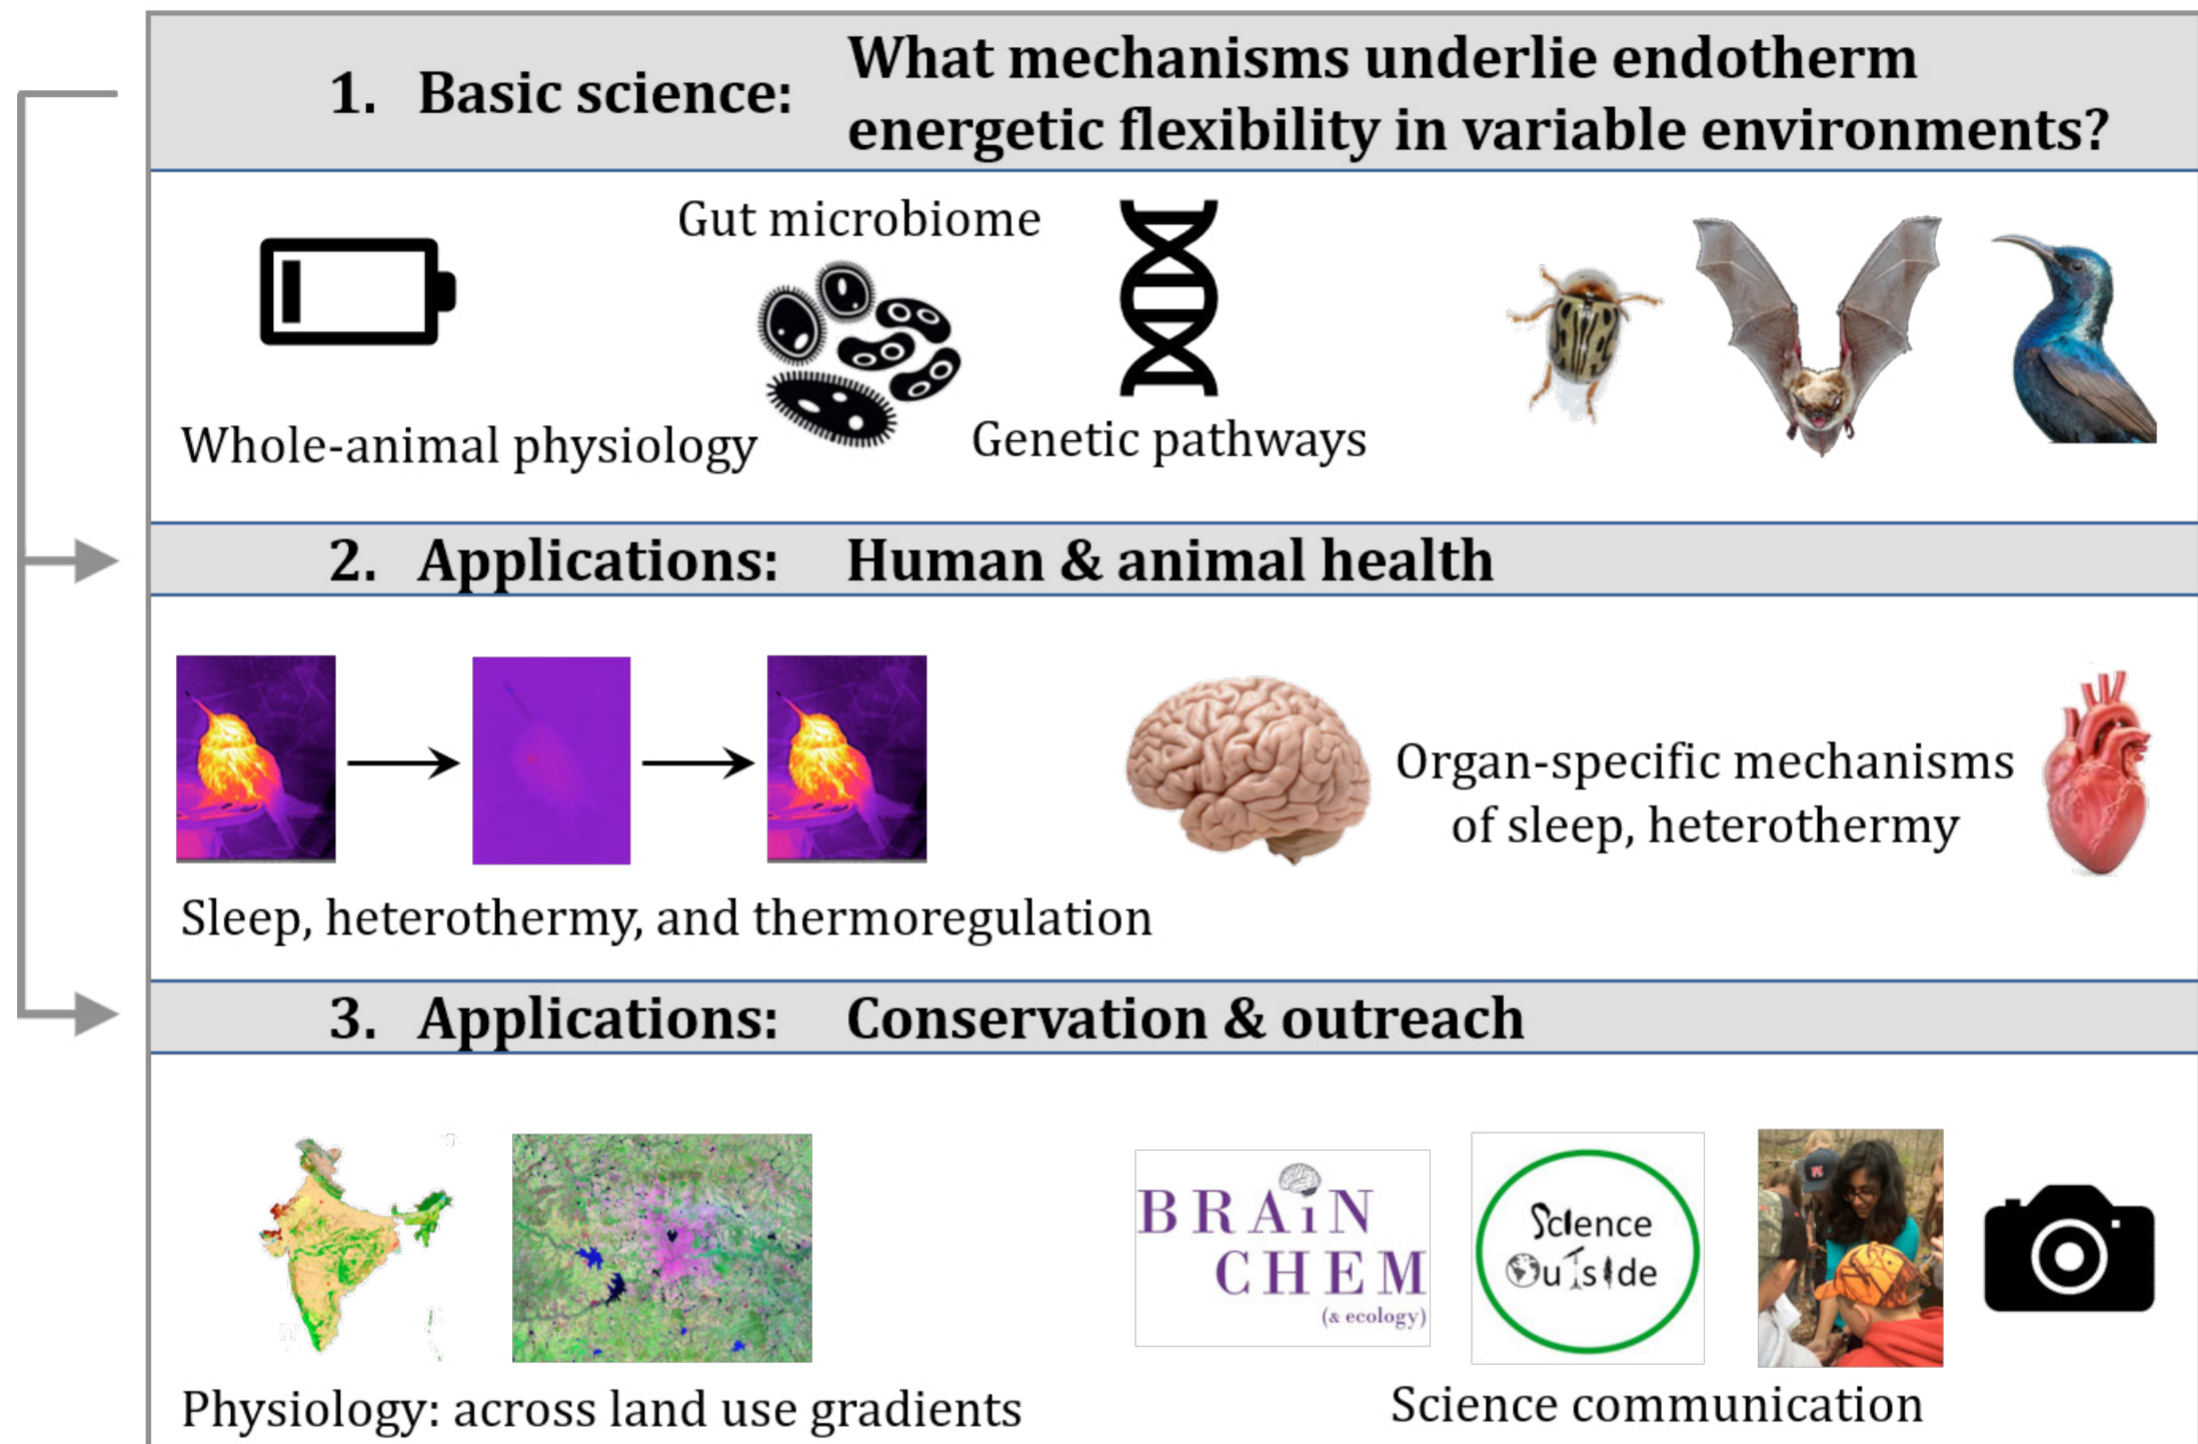 1. Basic science: What mechanisms underlie endotherm
energetic flexibility in variable environments?
Gut microbiome
Whole-animal physiology
Genetic pathways
2. Applications: Human & animal health
Organ-specific mechanisms
of sleep, heterothermy
Sleep, heterothermy, and thermoregulation
3. Applications: Conservation & outreach
BRAiN
CHEM
(& ecology)
Science
OuTside
Physiology: across land use gradients
Science communication